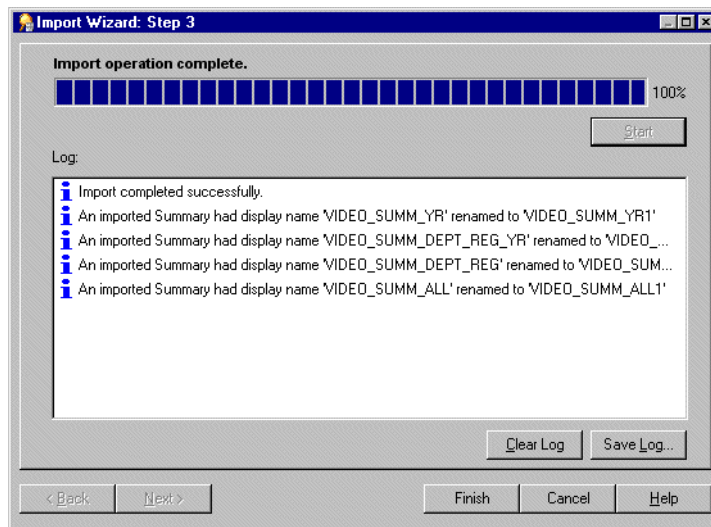 Import Wizard: Step 3
Import operation complete.
100%
Start
Log:
Import completed successfully.
An imported Summary had display name 'VIDEO_SUMM_YR' renamed to 'VIDEO_SUMM_YR1'
An imported Summary had display name 'VIDEO_SUMM_DEPT_REG_YR' renamed to 'VIDEO_...
An imported Summary had display name 'VIDEO_SUMM_DEPT_REG' renamed to 'VIDEO_SUM...
An imported Summary had display name 'VIDEO_SUMM_ALL' renamed to 'VIDEO_SUMM_ALL1'
Clear Log Save Log...
< Back Next > Finish Cancel Help